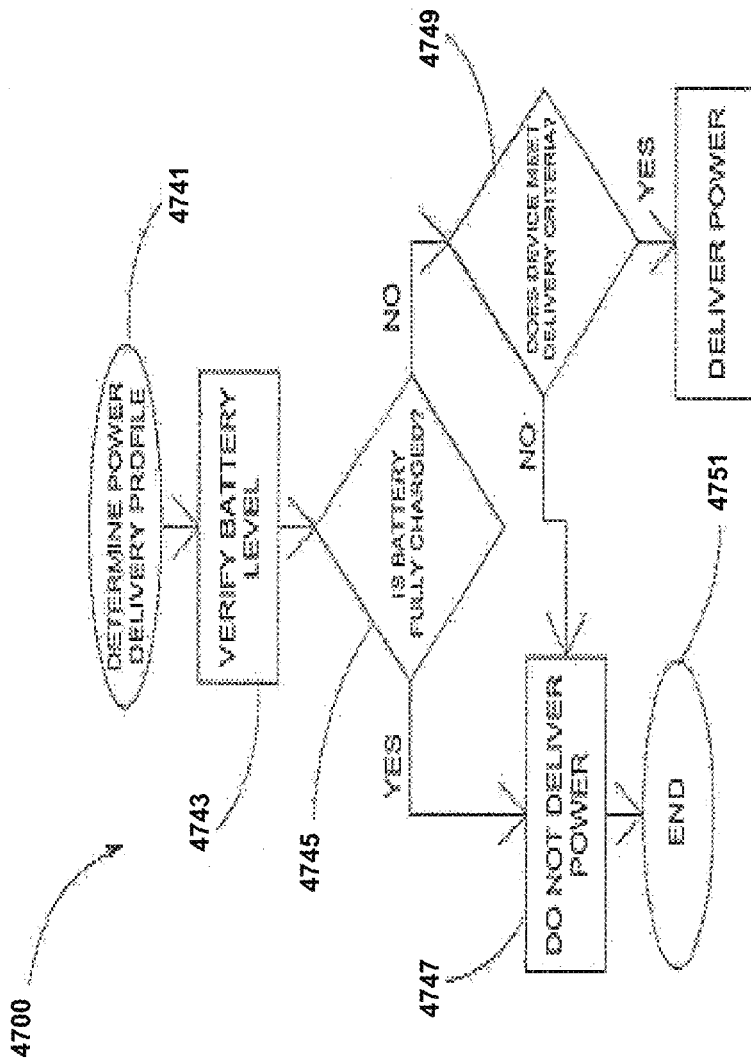 4700
4741
DETERMINE POWER
DELIVERY PROFILE
4743
VERIFY BATTERY
LEVEL
4745
IS BATTERY
FULLY CHARGED?
YES
NO
4747
DO NOT DELIVER
POWER
4749
DOES DEVICE MEET
DELIVERY CRITERIA?
NO
YES
4751
END
DELIVER POWER